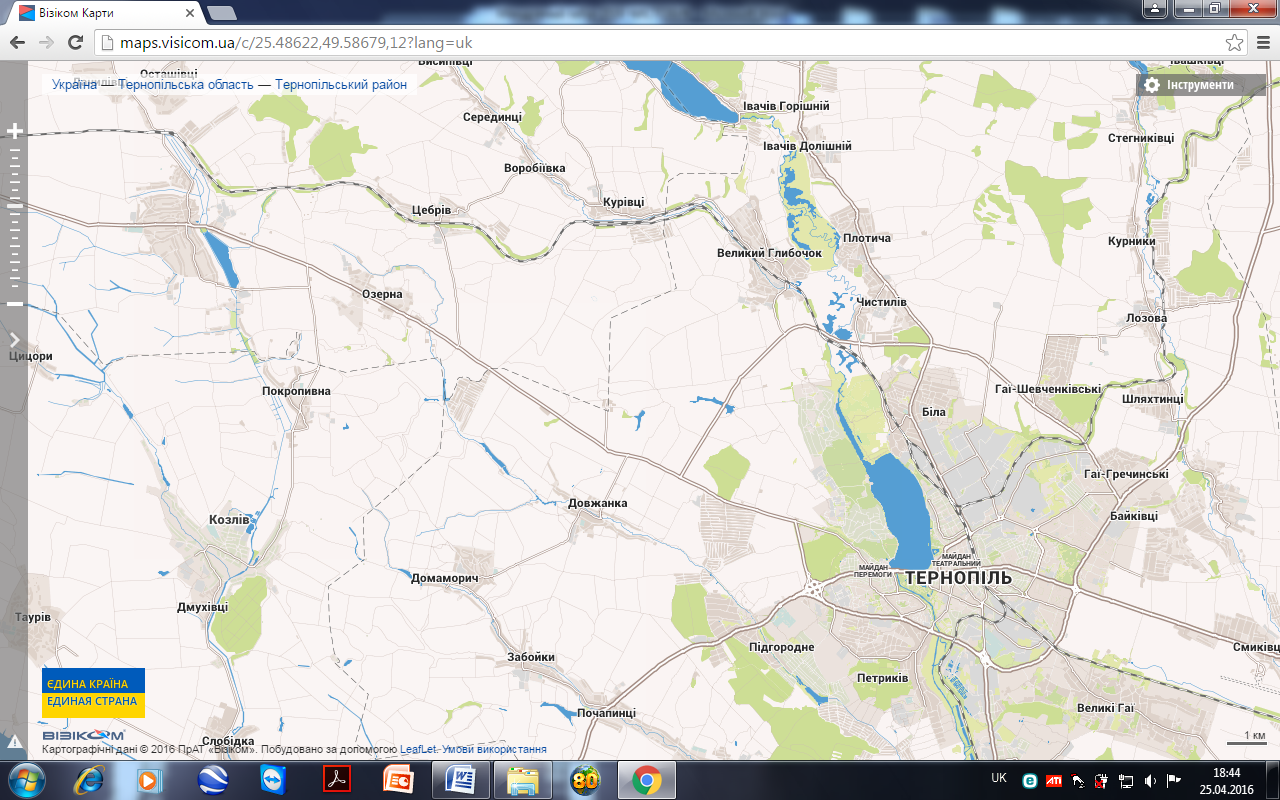 Візіком Карти
maps.visicom.ua/c/25.48622,49.58679,12?lang=uk
Україна — Тернопільська область — Тернопільський район
Інструменти
Осташівці
Висипівці
Івашківці
Івачів Горішній
Серединці
Івачів Долішній
Стегниківці
Воробіївка
Цебрів
Курівці
Плотича
Курники
Великий Глибочок
Озерна
Чистилів
Лозова
Цицори
Покропивна
Гаї-Шевченківські
Шляхтинці
Біла
Гаї-Гречинські
Довжанка
Козлів
Байківці
МАЙДАН
ТЕАТРАЛЬНИЙ
МАЙДАН
ПЕРЕМОГИ
ТЕРНОПІЛЬ
Домаморич
Дмухівці
Таурів
Підгородне
Смиківці
Забойки
Петриків
ЄДИНА КРАЇНА
ЕДИНАЯ СТРАНА
Почапинці
Великі Гаї
ВІЗІКОМ
Слобідка
1 км
Картографічні дані © 2016 ПрАТ «Візіком». Побудовано за допомогою Leaflet. Умови використання
UK
18:44
25.04.2016